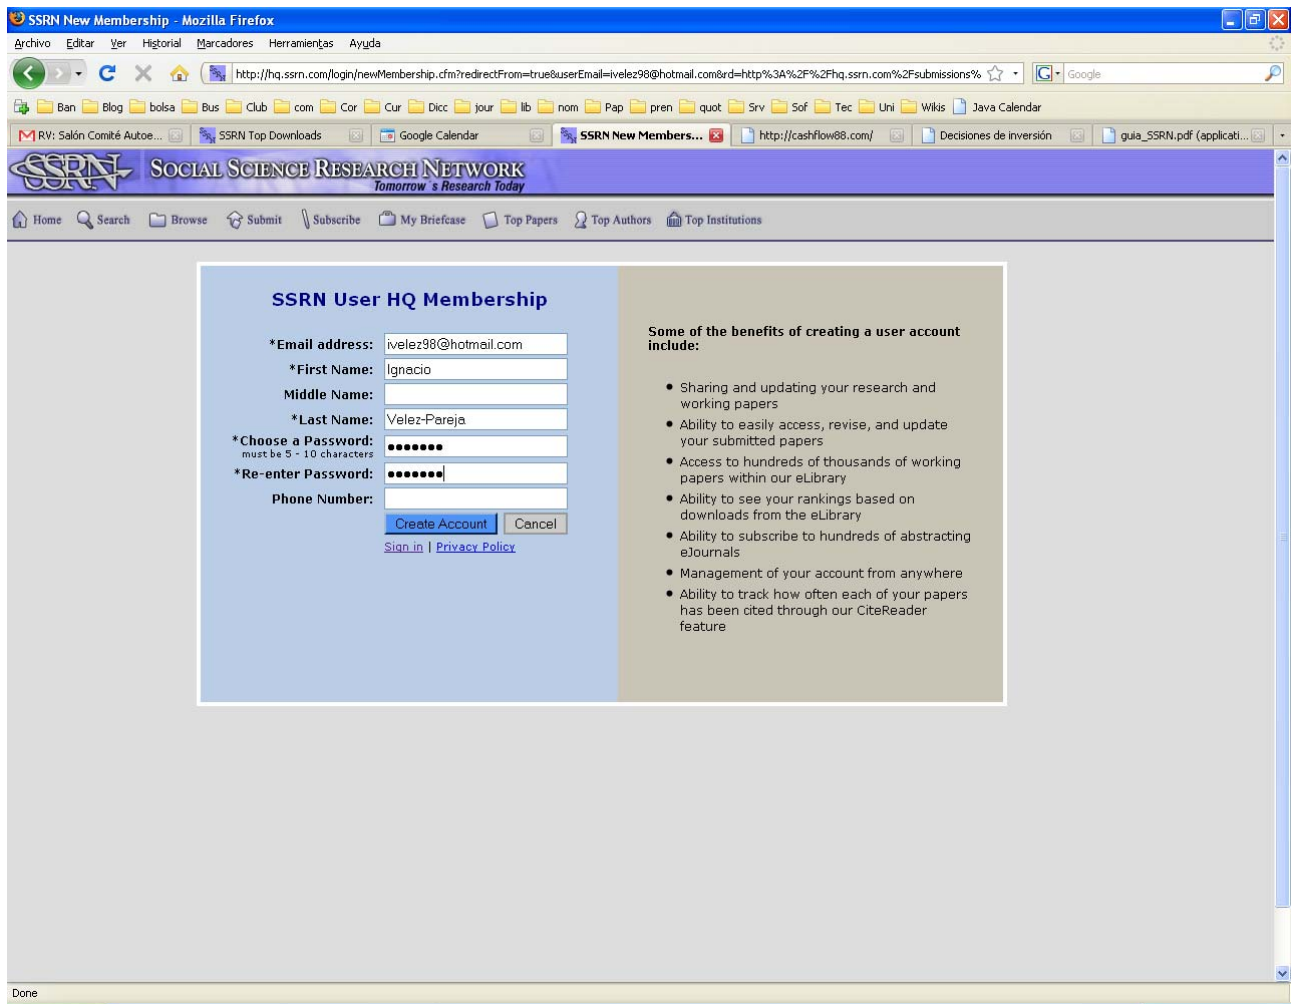 SSRN New Membership - Mozilla Firefox
Archivo Editar Ver Historial Marcadores Herramientas Ayuda
http://hq.ssrn.com/login/newMembership.cfm?redirectFrom=true&userEmail=ivelez98@hotmail.com&rd=http%3A%2F%2Fhq.ssrn.com%2Fsubmissions% Google
Ban Blog bolsa Bus Club com Cor Cur Dicc jour lib nom Pap pren quot Srv Sof Tec Uni Wikis Java Calendar
RV: Salón Comité Autoe... SSRN Top Downloads Google Calendar SSRN New Members... http://cashflow88.com/ Decisiones de inversión guia_SSRN.pdf (applicati...
SSRN SOCIAL SCIENCE RESEARCH NETWORK
Tomorrow's Research Today
Home Search Browse Submit Subscribe My Briefcase Top Papers Top Authors Top Institutions
SSRN User HQ Membership
*Email address: ivelez98@hotmail.com
*First Name: Ignacio
Middle Name:
*Last Name: Velez-Pareja
*Choose a Password: •••••••
must be 5 - 10 characters
*Re-enter Password: •••••••
Phone Number:
Create Account Cancel
Sign in | Privacy Policy
Some of the benefits of creating a user account
include:
• Sharing and updating your research and
working papers
• Ability to easily access, revise, and update
your submitted papers
• Access to hundreds of thousands of working
papers within our eLibrary
• Ability to see your rankings based on
downloads from the eLibrary
• Ability to subscribe to hundreds of abstracting
eJournals
• Management of your account from anywhere
• Ability to track how often each of your papers
has been cited through our CiteReader
feature
Done